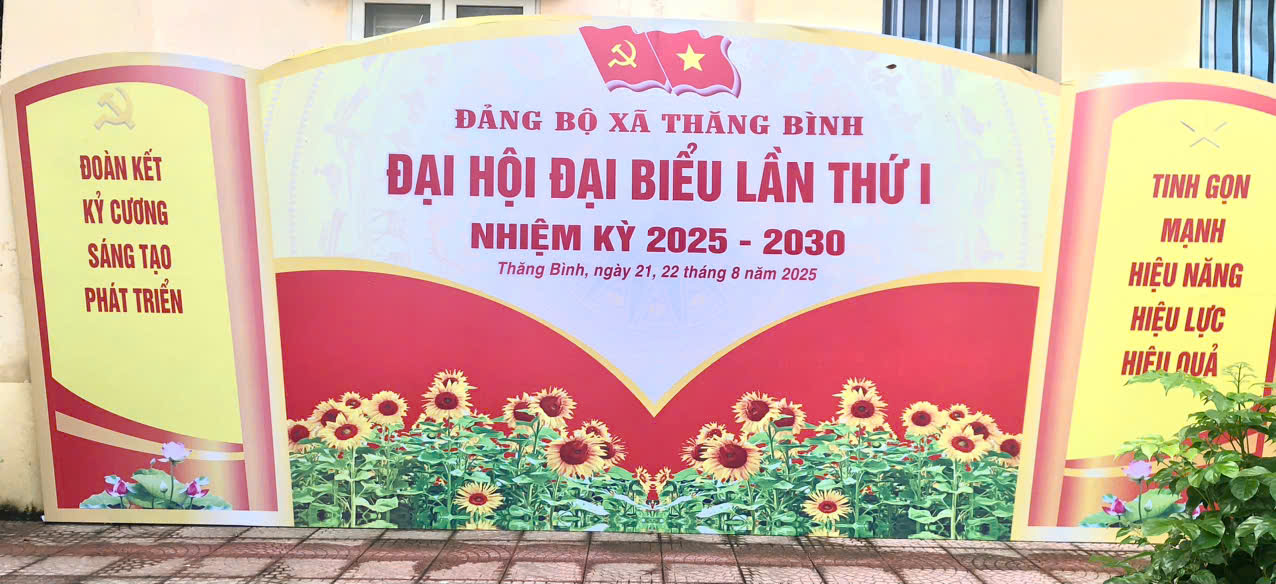 ĐOÀN KẾT
KỶ CƯƠNG
SÁNG TẠO
PHÁT TRIỂN
ĐẢNG BỘ XÃ THĂNG BÌNH
ĐẠI HỘI ĐẠI BIỂU LẦN THỨ I
NHIỆM KỲ 2025 - 2030
Thăng Bình, ngày 21, 22 tháng 8 năm 2025
TINH GỌN
MẠNH
HIỆU NĂNG
HIỆU LỰC
HIỆU QUẢ